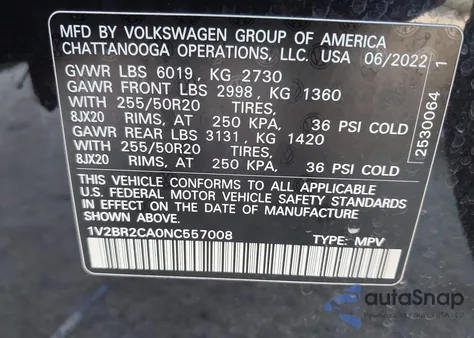 MFD BY VOLKSWAGEN GROUP OF AMERICA
CHATTANOOGA OPERATIONS, LLC. USA 06/2022
GVWR LBS 6019, KG 2730
GAWR FRONT LBS 2998, KG 1360
WITH 255/50R20 TIRES,
8JX20 RIMS, AT 250 KPA, 36 PSI COLD
GAWR REAR LBS 3131, KG 1420
WITH 255/50R20 TIRES,
8JX20 RIMS, AT 250 KPA, 36 PSI COLD
THIS VEHICLE CONFORMS TO ALL APPLICABLE
U.S. FEDERAL MOTOR VEHICLE SAFETY STANDARDS
IN EFFECT ON THE DATE OF MANUFACTURE
SHOWN ABOVE.
1V2BR2CA0NC557008 TYPE: MPV
2530064 1
autoSnap